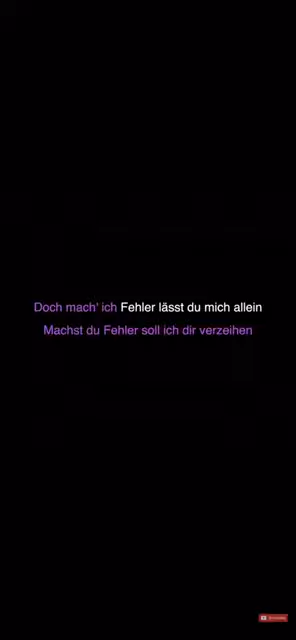 Doch mach' ich Fehler lässt du mich allein
Machst du Fehler soll ich dir verzeihen